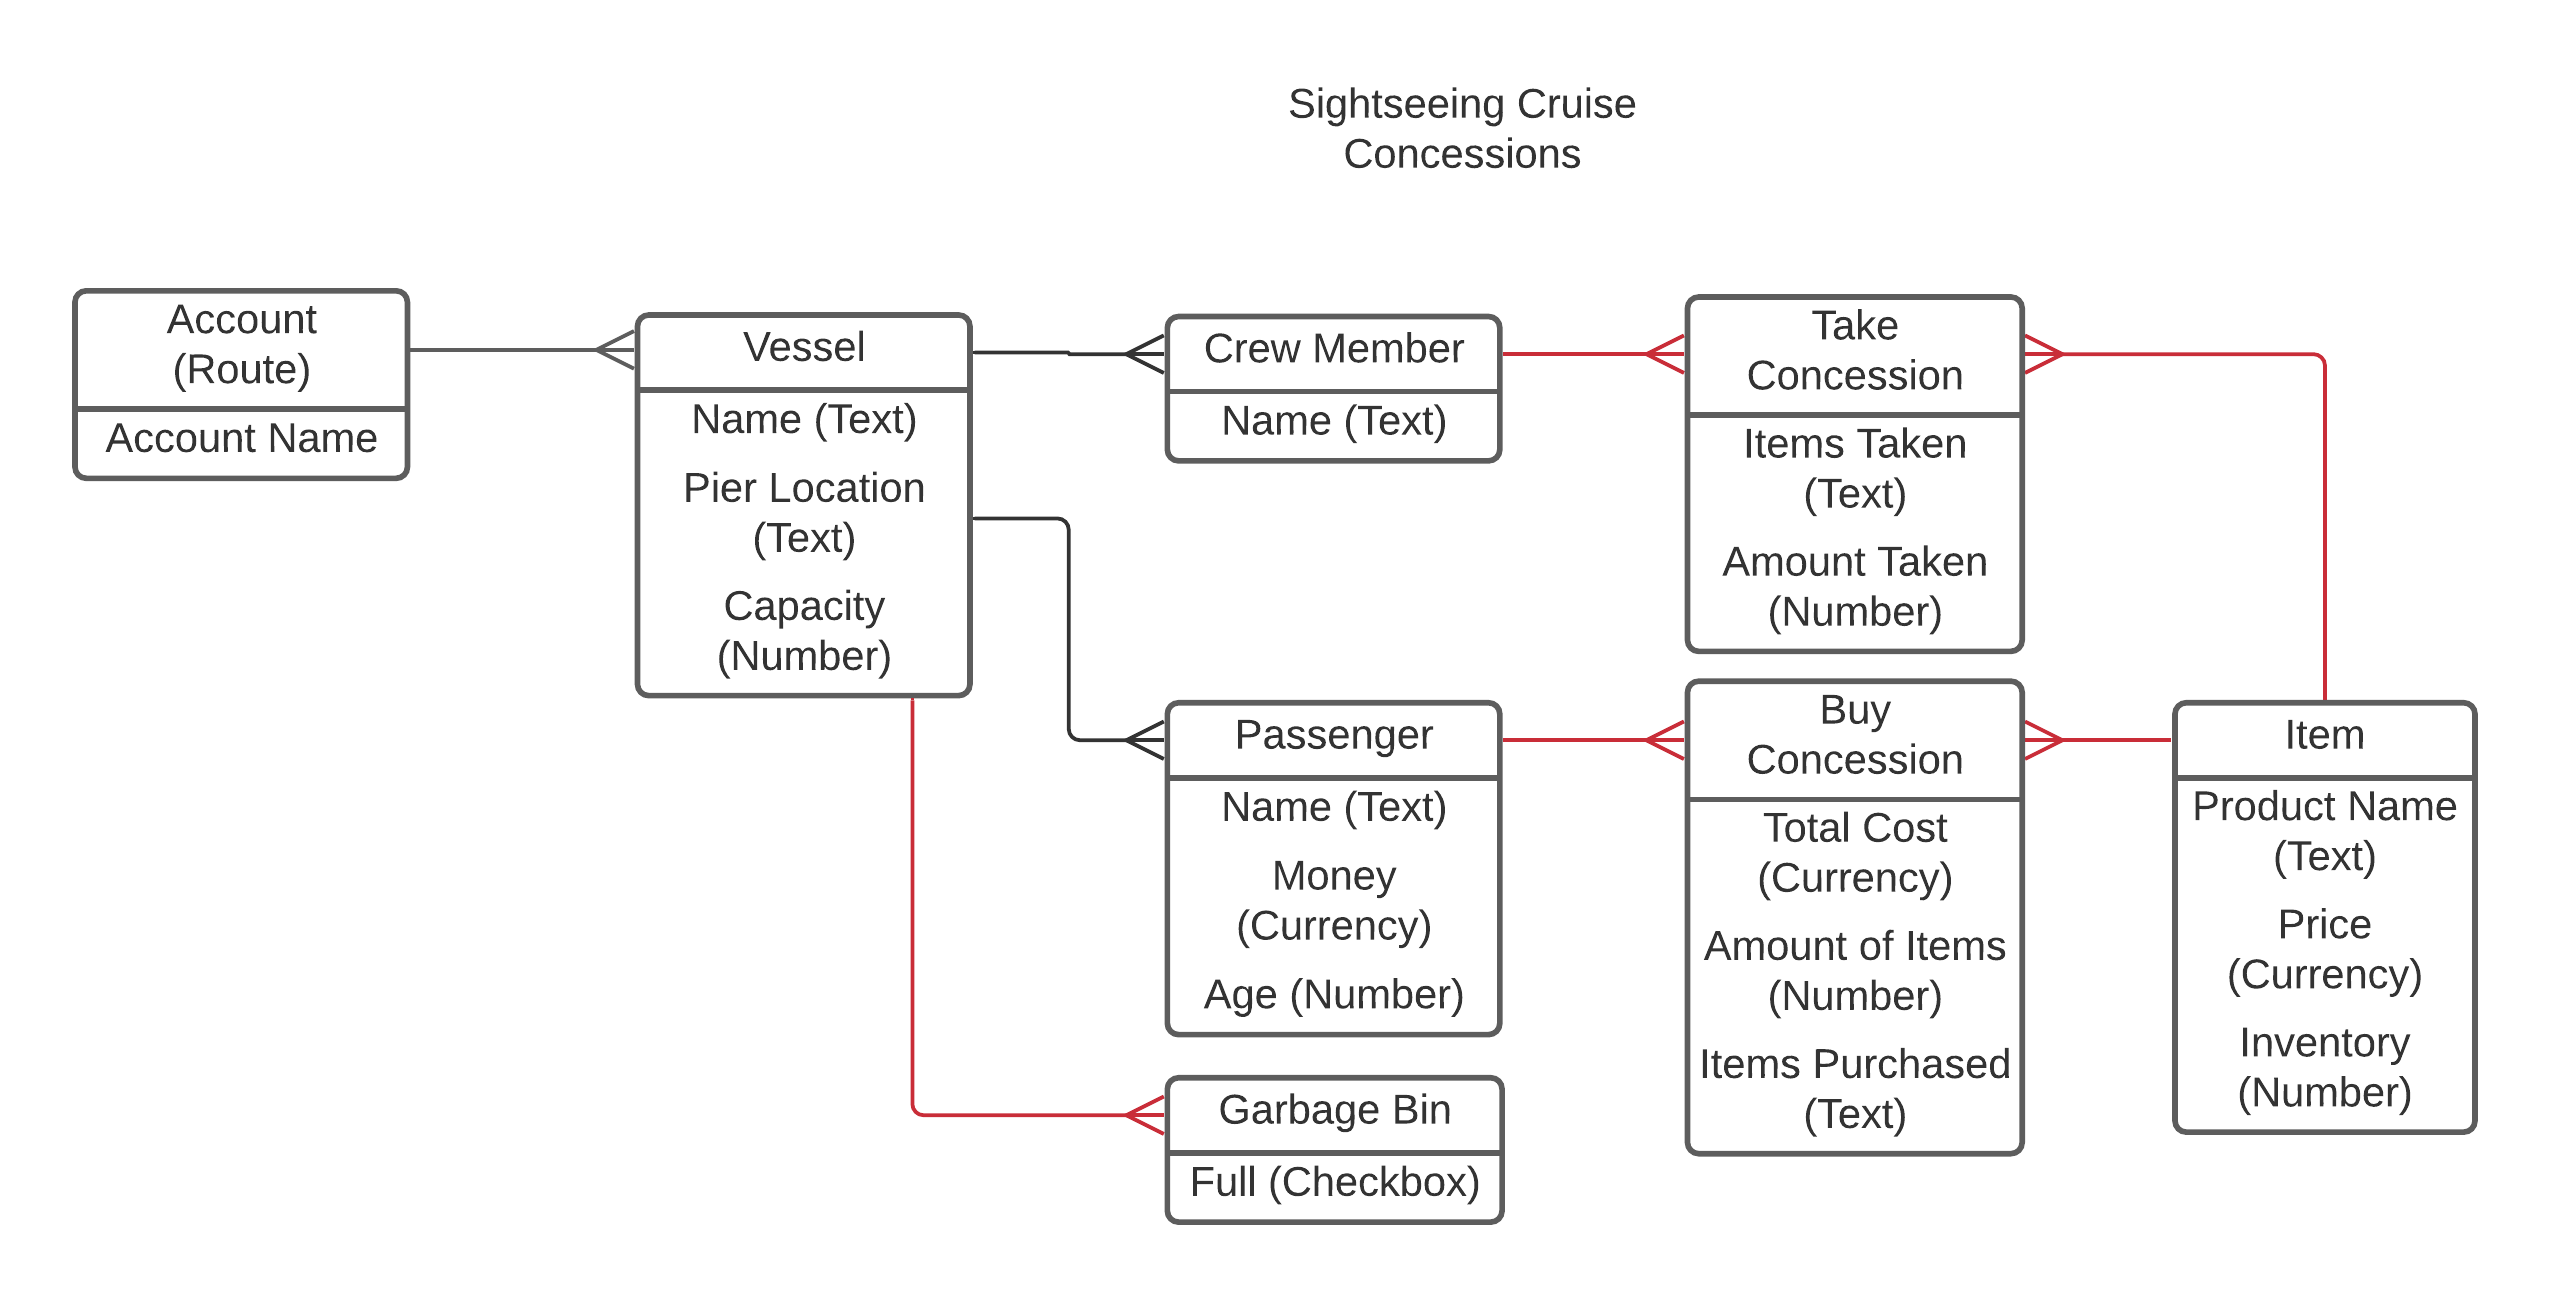 Sightseeing Cruise
Concessions
Account
(Route)
Account Name
Vessel
Name (Text)
Pier Location
(Text)
Capacity
(Number)
Crew Member
Name (Text)
Passenger
Name (Text)
Money
(Currency)
Age (Number)
Garbage Bin
Full (Checkbox)
Take
Concession
Items Taken
(Text)
Amount Taken
(Number)
Buy
Concession
Total Cost
(Currency)
Amount of Items
(Number)
Items Purchased
(Text)
Item
Product Name
(Text)
Price
(Currency)
Inventory
(Number)